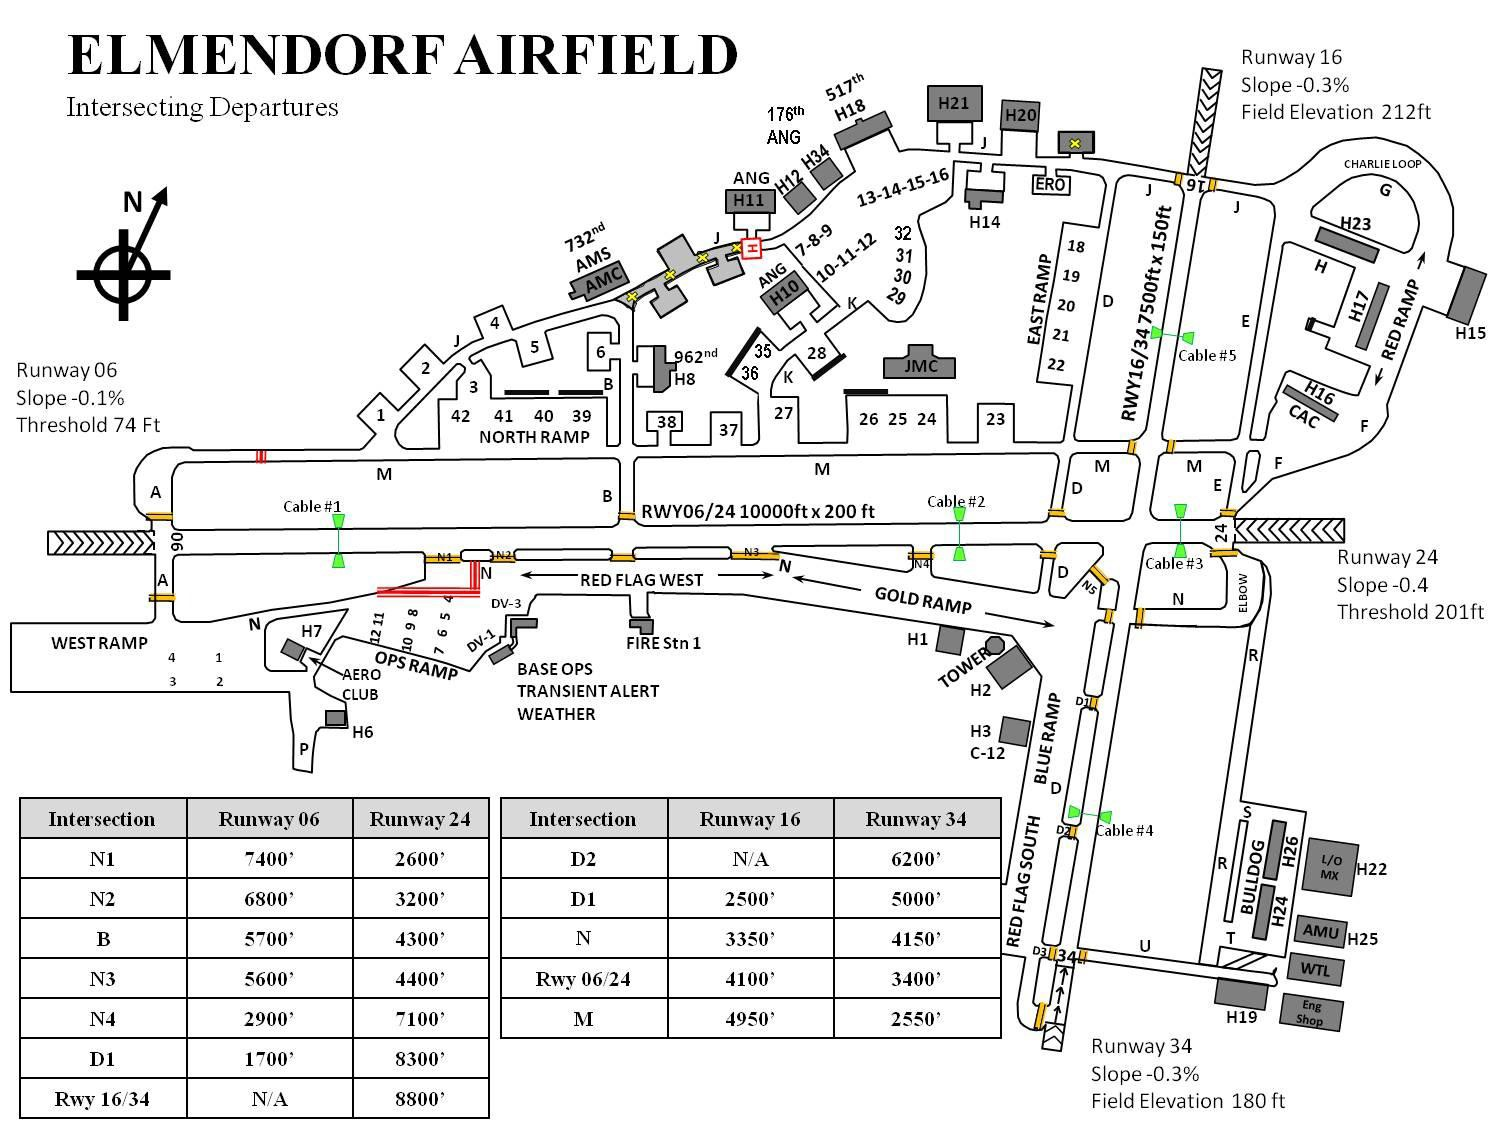 ELMENDORF AIRFIELD
Intersecting Departures
N
Runway 16
Slope -0.3%
Field Elevation 212ft
Runway 06
Slope -0.1%
Threshold 74 Ft
Runway 24
Slope -0.4
Threshold 201ft
Runway 34
Slope -0.3%
Field Elevation 180 ft
517th
H18
176th
ANG
H34
H12
ANG
H11
732nd
AMS
AMC
H21
H20
J
ERO
H14
16
J
J
CHARLIE LOOP
G
H23
H
H17
RED RAMP
H15
H16
CAC
F
F
E
E
13-14-15-16
7-8-9
10-11-12
32
31
30
29
ANG
H10
K
K
J
H
J
18
19
20
21
22
EAST RAMP
D
RWY16/34 7500ft x 150ft
Cable #5
4
5
6
2
3
1
B
962nd
H8
35
36
28
JMC
42
41
40
39
NORTH RAMP
38
37
27
26
25
24
23
M
M
M
M
A
B
D
Cable #1
RWY06/24 10000ft x 200 ft
Cable #2
Cable #3
06
24
A
N1
N2
N3
N4
N5
N
N
N
N
D
RED FLAG WEST
GOLD RAMP
ELBOW
R
WEST RAMP
4
1
3
2
H7
AERO
CLUB
H6
P
12
11
10
9
8
7
6
5
4
OPS RAMP
DV-3
DV-1
BASE OPS
TRANSIENT ALERT
WEATHER
FIRE Stn 1
H1
TOWER
H2
H3
C-12
BLUE RAMP
RED FLAG SOUTH
D
D1
D2
D3
34
Cable #4
U
S
R
T
BULLDOG
H26
H24
L/O
MX
H22
AMU
H25
WTL
H19
Eng
Shop
Intersection Runway 06 Runway 24
N1 7400’ 2600’
N2 6800’ 3200’
B 5700’ 4300’
N3 5600’ 4400’
N4 2900’ 7100’
D1 1700’ 8300’
Rwy 16/34 N/A 8800’
Intersection Runway 16 Runway 34
D2 N/A 6200’
D1 2500’ 5000’
N 3350’ 4150’
Rwy 06/24 4100’ 3400’
M 4950’ 2550’